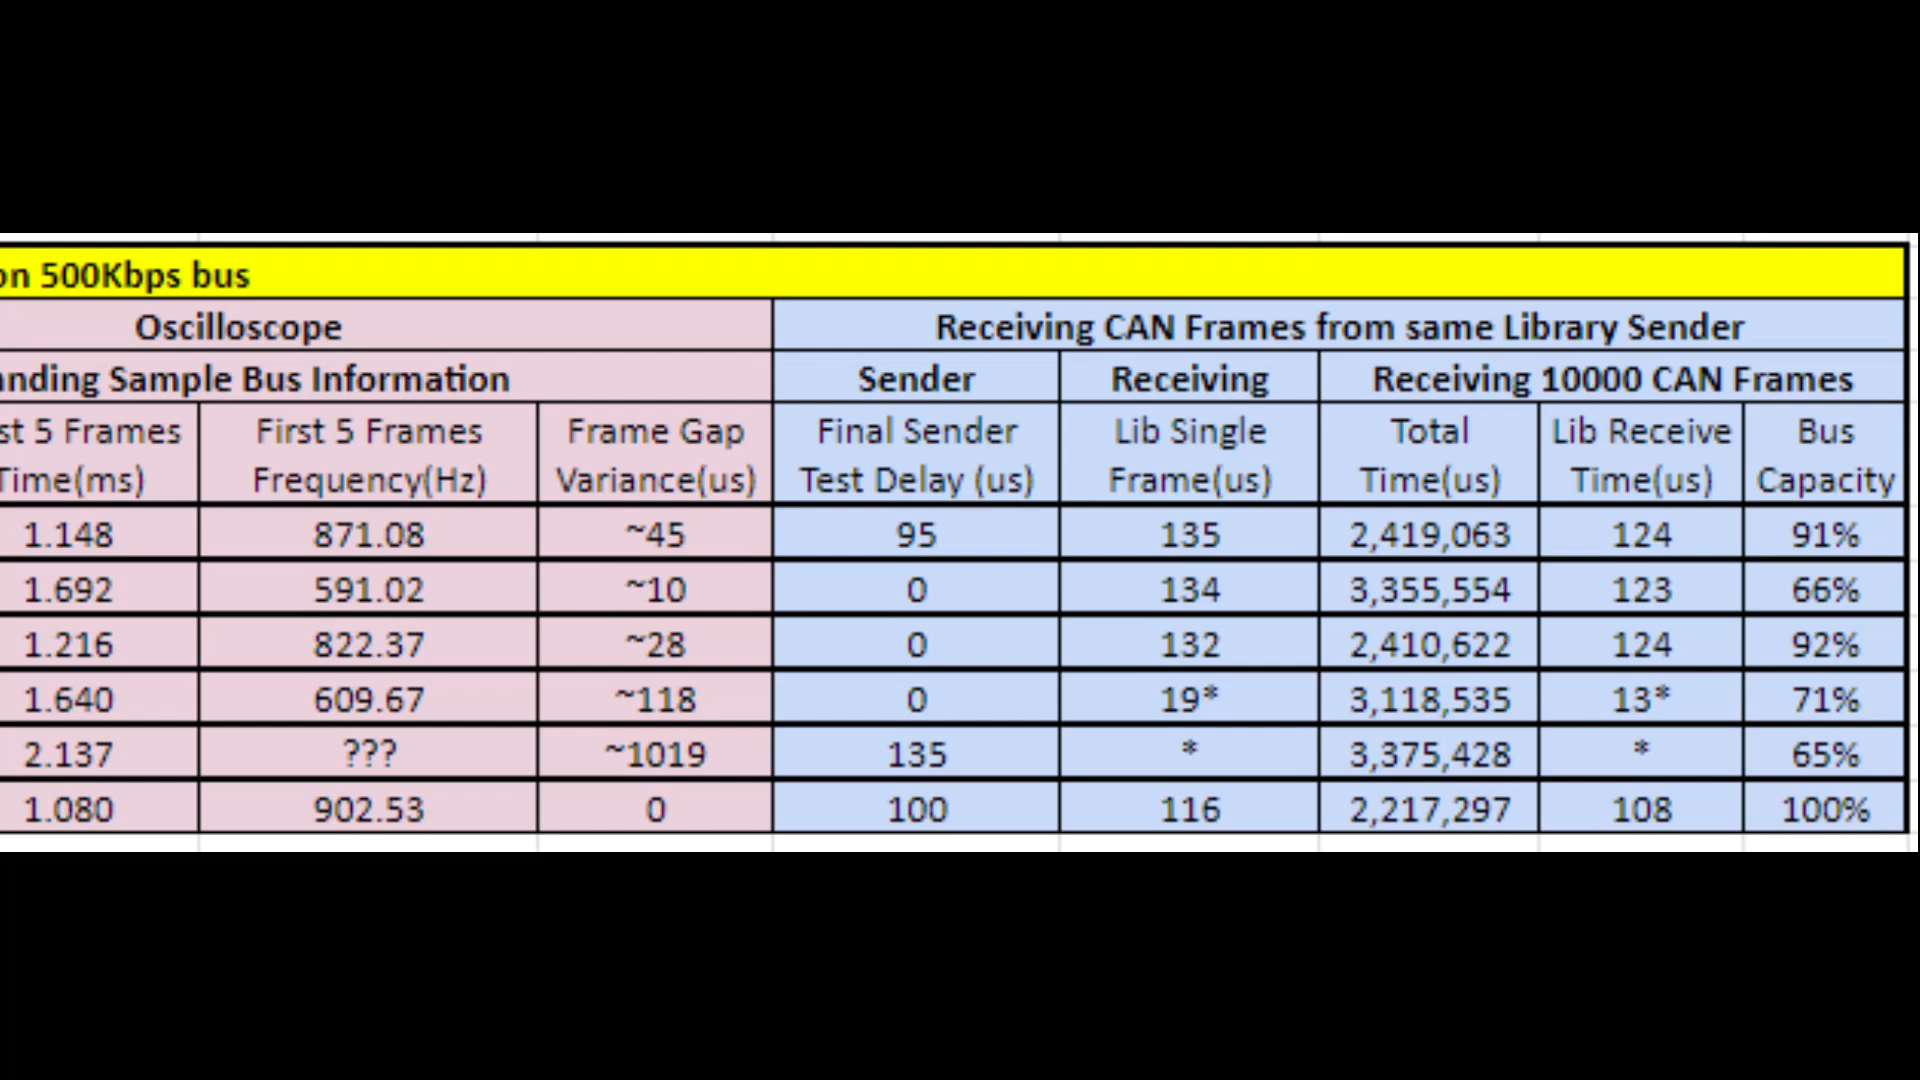 on 500Kbps bus
Oscilloscope Receiving CAN Frames from same Library Sender
Sample Bus Information Sender Receiving Receiving 10000 CAN Frames
5 Frames First 5 Frames Frame Gap Final Sender Lib Single Total Lib Receive Bus
Time(ms) Frequency(Hz) Variance(us) Test Delay (us) Frame(us) Time(us) Time(us) Capacity
1.148 871.08 ~45 95 135 2,419,063 124 91%
1.692 591.02 ~10 0 134 3,355,554 123 66%
1.216 822.37 ~28 0 132 2,410,622 124 92%
1.640 609.67 ~118 0 19* 3,118,535 13* 71%
2.137 ??? ~1019 135 * 3,375,428 * 65%
1.080 902.53 0 100 116 2,217,297 108 100%